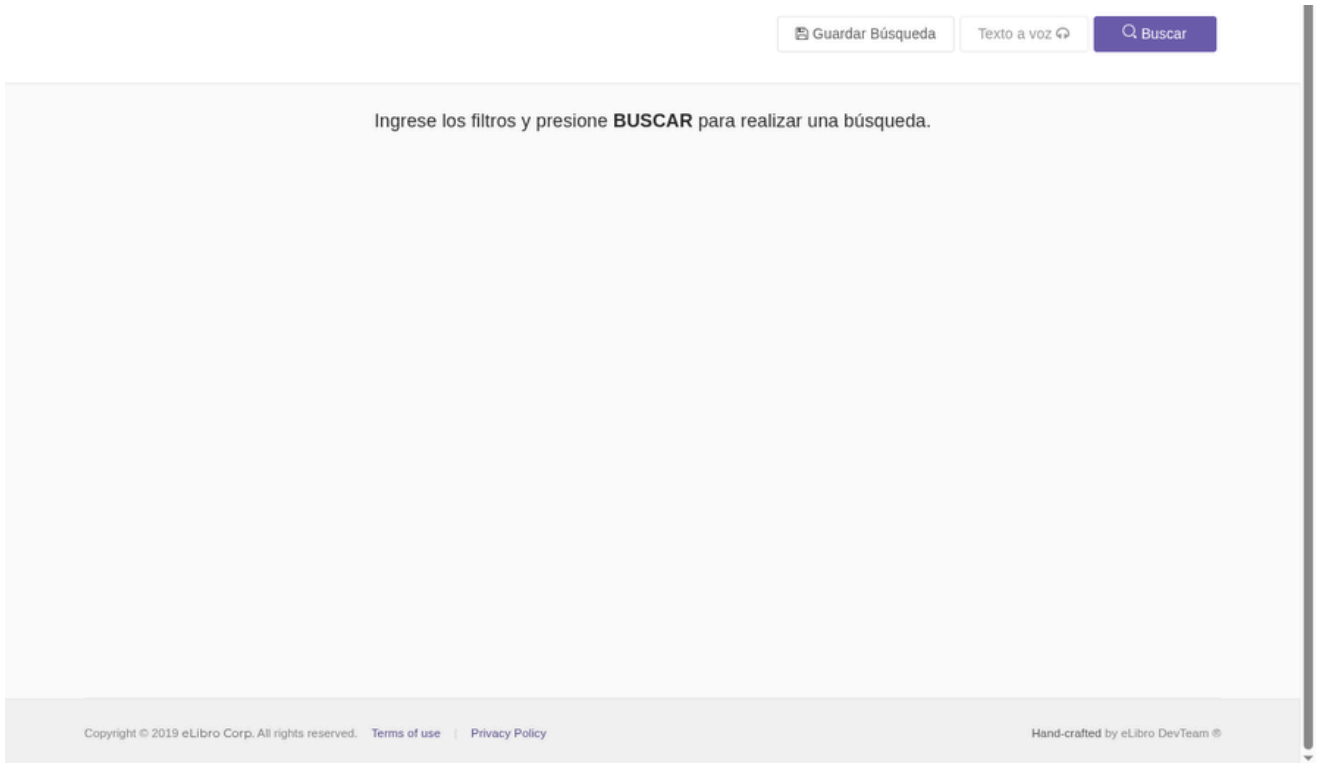 Guardar Búsqueda Texto a voz Buscar
Ingrese los filtros y presione BUSCAR para realizar una búsqueda.
Copyright © 2019 eLibro Corp. All rights reserved. Terms of use | Privacy Policy Hand-crafted by eLibro DevTeam ®